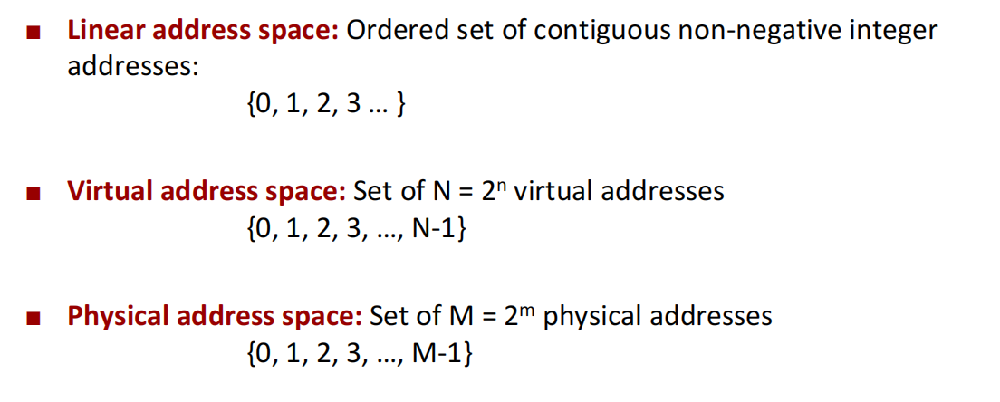 ▪ Linear address space: Ordered set of contiguous non-negative integer
addresses:
{0, 1, 2, 3 … }
▪ Virtual address space: Set of N = 2ⁿ virtual addresses
{0, 1, 2, 3, …, N-1}
▪ Physical address space: Set of M = 2ᵐ physical addresses
{0, 1, 2, 3, …, M-1}